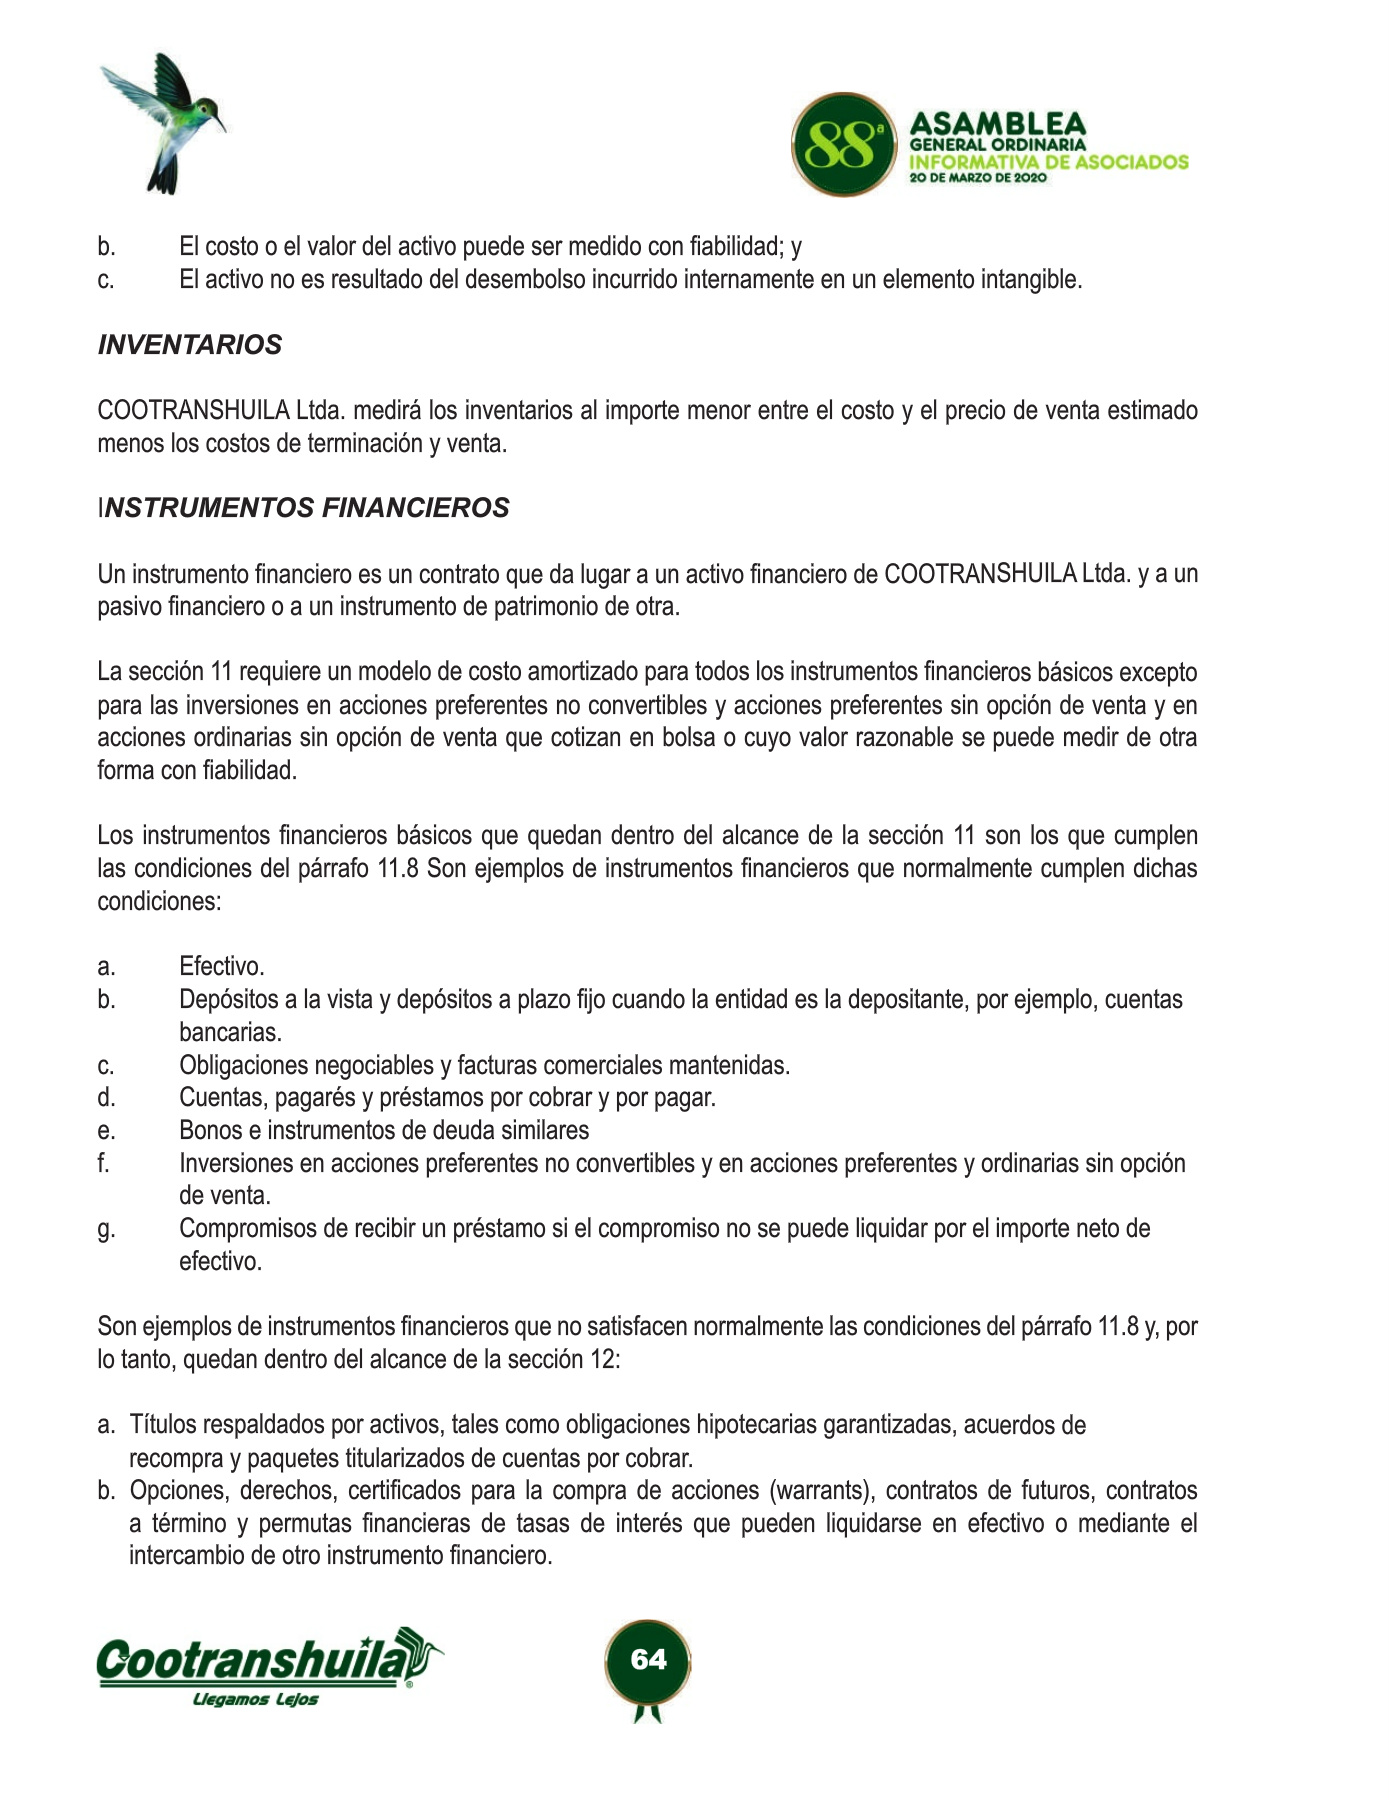 88ª
ASAMBLEA
GENERAL ORDINARIA
INFORMATIVA DE ASOCIADOS
20 DE MARZO DE 2020
b. El costo o el valor del activo puede ser medido con fiabilidad; y
c. El activo no es resultado del desembolso incurrido internamente en un elemento intangible.
INVENTARIOS
COOTRANSHUILA Ltda. medirá los inventarios al importe menor entre el costo y el precio de venta estimado
menos los costos de terminación y venta.
INSTRUMENTOS FINANCIEROS
Un instrumento financiero es un contrato que da lugar a un activo financiero de COOTRANSHUILA Ltda. y a un
pasivo financiero o a un instrumento de patrimonio de otra.
La sección 11 requiere un modelo de costo amortizado para todos los instrumentos financieros básicos excepto
para las inversiones en acciones preferentes no convertibles y acciones preferentes sin opción de venta y en
acciones ordinarias sin opción de venta que cotizan en bolsa o cuyo valor razonable se puede medir de otra
forma con fiabilidad.
Los instrumentos financieros básicos que quedan dentro del alcance de la sección 11 son los que cumplen
las condiciones del párrafo 11.8 Son ejemplos de instrumentos financieros que normalmente cumplen dichas
condiciones:
a. Efectivo.
b. Depósitos a la vista y depósitos a plazo fijo cuando la entidad es la depositante, por ejemplo, cuentas
bancarias.
c. Obligaciones negociables y facturas comerciales mantenidas.
d. Cuentas, pagarés y préstamos por cobrar y por pagar.
e. Bonos e instrumentos de deuda similares
f. Inversiones en acciones preferentes no convertibles y en acciones preferentes y ordinarias sin opción
de venta.
g. Compromisos de recibir un préstamo si el compromiso no se puede liquidar por el importe neto de
efectivo.
Son ejemplos de instrumentos financieros que no satisfacen normalmente las condiciones del párrafo 11.8 y, por
lo tanto, quedan dentro del alcance de la sección 12:
a. Títulos respaldados por activos, tales como obligaciones hipotecarias garantizadas, acuerdos de
recompra y paquetes titularizados de cuentas por cobrar.
b. Opciones, derechos, certificados para la compra de acciones (warrants), contratos de futuros, contratos
a término y permutas financieras de tasas de interés que pueden liquidarse en efectivo o mediante el
intercambio de otro instrumento financiero.
Cootranshuila®
Llegamos Lejos
64